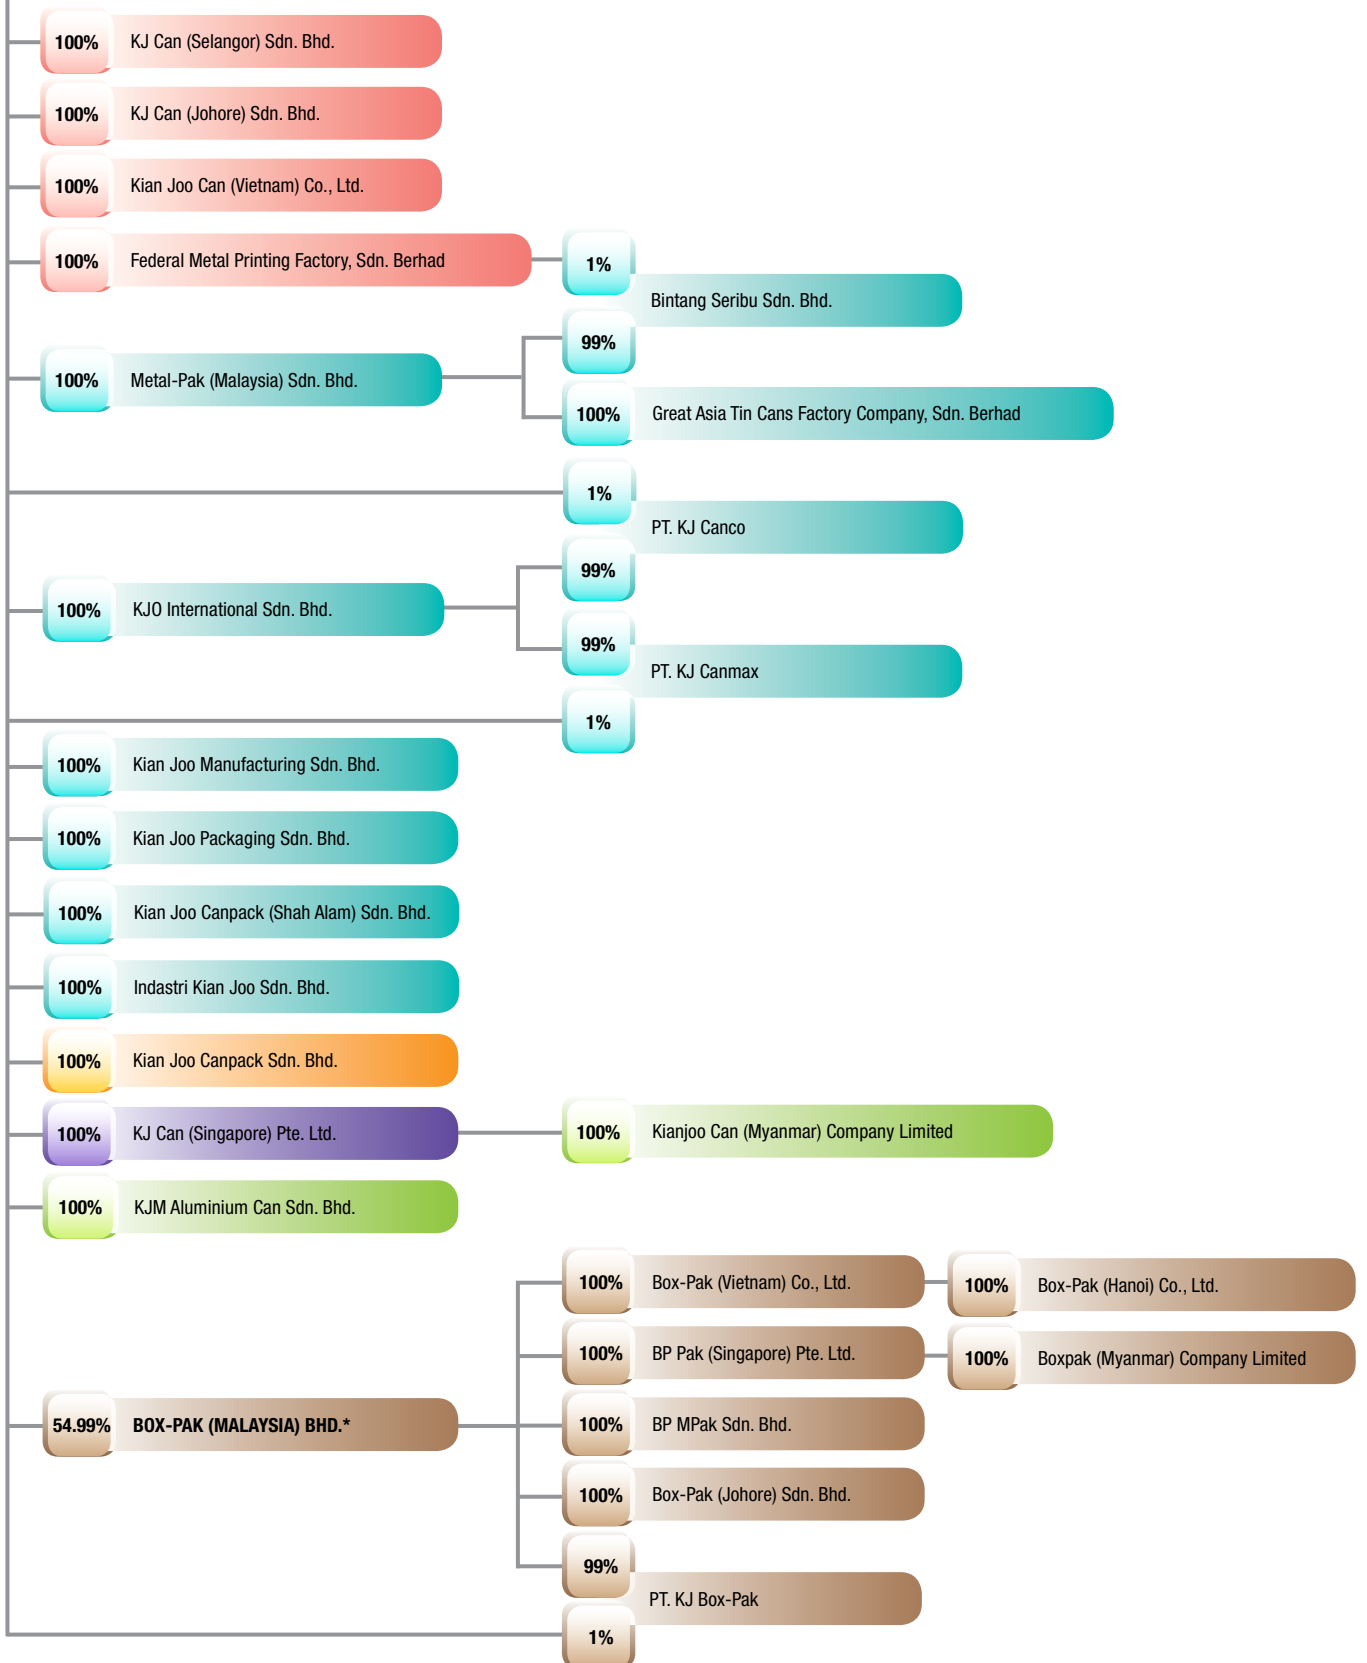 100% KJ Can (Selangor) Sdn. Bhd.
100% KJ Can (Johore) Sdn. Bhd.
100% Kian Joo Can (Vietnam) Co., Ltd.
100% Federal Metal Printing Factory, Sdn. Berhad
1%
Bintang Seribu Sdn. Bhd.
99%
100% Metal-Pak (Malaysia) Sdn. Bhd.
100% Great Asia Tin Cans Factory Company, Sdn. Berhad
1%
PT. KJ Canco
99%
100% KJO International Sdn. Bhd.
99%
PT. KJ Canmax
1%
100% Kian Joo Manufacturing Sdn. Bhd.
100% Kian Joo Packaging Sdn. Bhd.
100% Kian Joo Canpack (Shah Alam) Sdn. Bhd.
100% Indastri Kian Joo Sdn. Bhd.
100% Kian Joo Canpack Sdn. Bhd.
100% KJ Can (Singapore) Pte. Ltd.
100% Kianjoo Can (Myanmar) Company Limited
100% KJM Aluminium Can Sdn. Bhd.
100% Box-Pak (Vietnam) Co., Ltd.
100% Box-Pak (Hanoi) Co., Ltd.
100% BP Pak (Singapore) Pte. Ltd.
100% Boxpak (Myanmar) Company Limited
54.99% BOX-PAK (MALAYSIA) BHD.*
100% BP MPak Sdn. Bhd.
100% Box-Pak (Johore) Sdn. Bhd.
99%
PT. KJ Box-Pak
1%